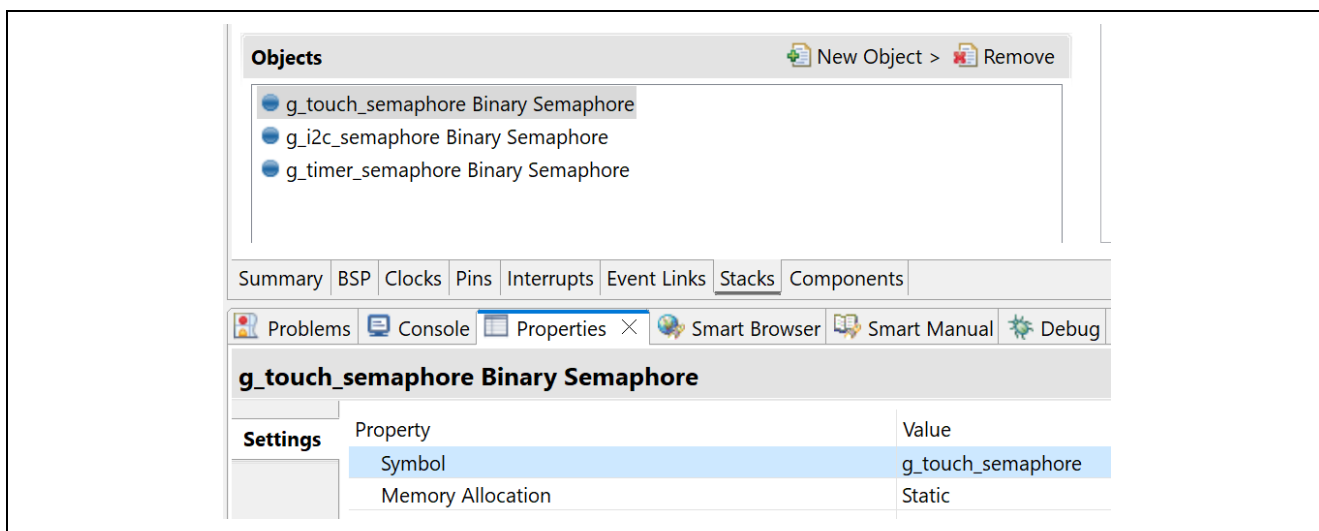 Objects New Object > Remove
g_touch_semaphore Binary Semaphore
g_i2c_semaphore Binary Semaphore
g_timer_semaphore Binary Semaphore
Summary BSP Clocks Pins Interrupts Event Links Stacks Components
Problems Console Properties Smart Browser Smart Manual Debug
g_touch_semaphore Binary Semaphore
Settings Property Value
Symbol g_touch_semaphore
Memory Allocation Static